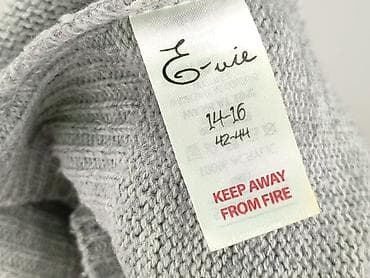 E-vie
14-16
42-44
KEEP AWAY
FROM FIRE